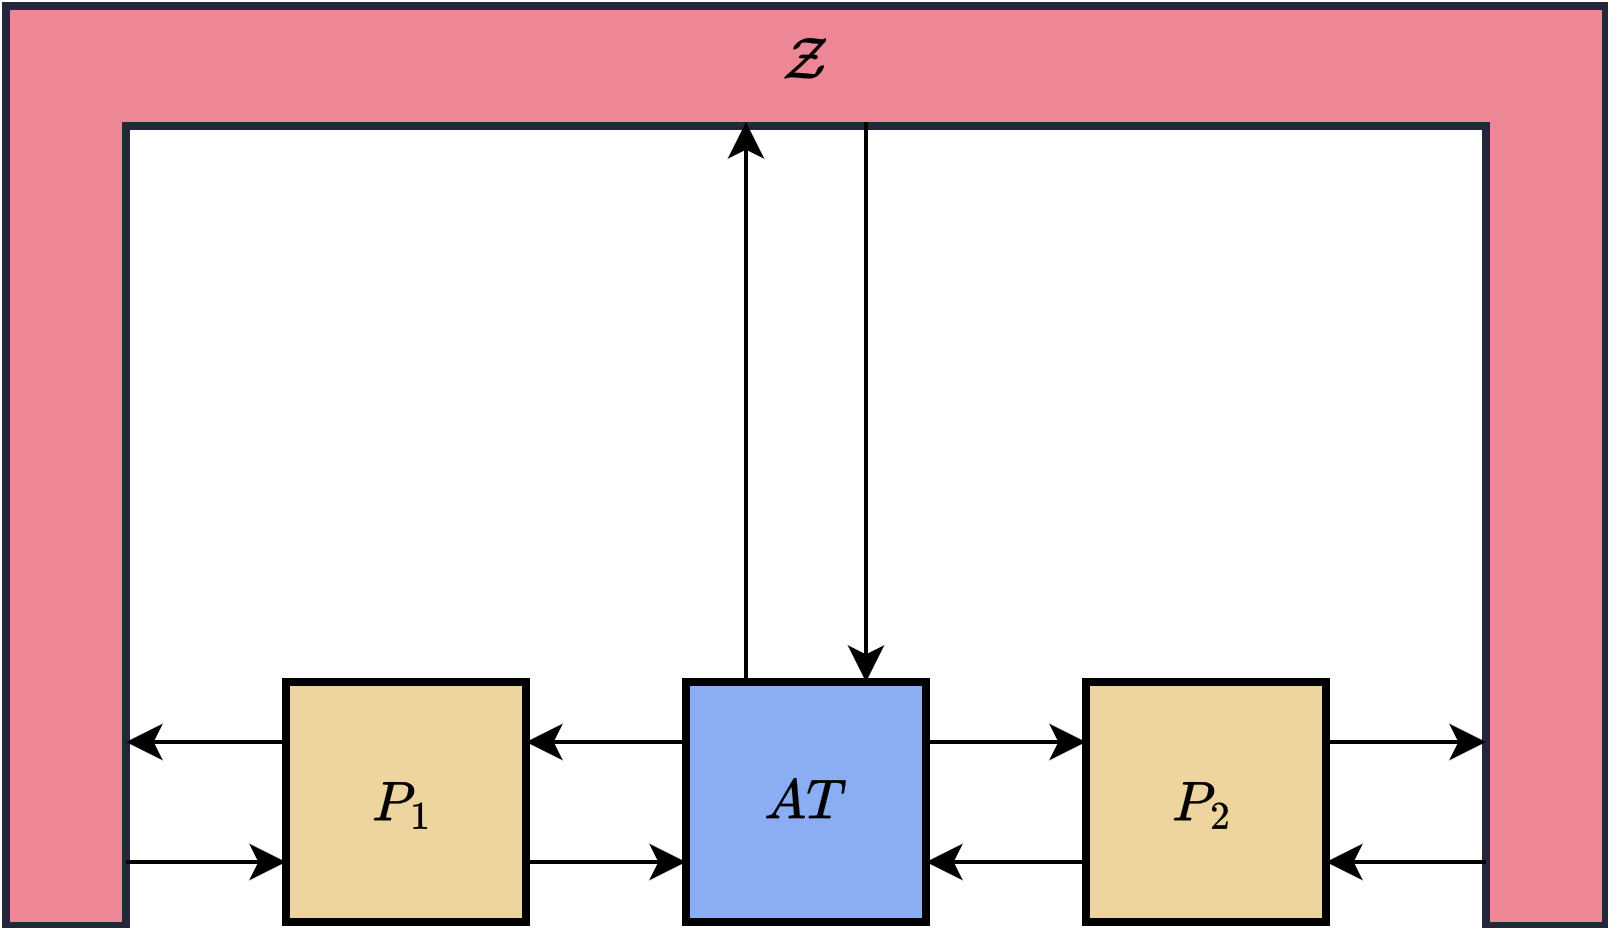 𝒵
P₁
AT
P₂